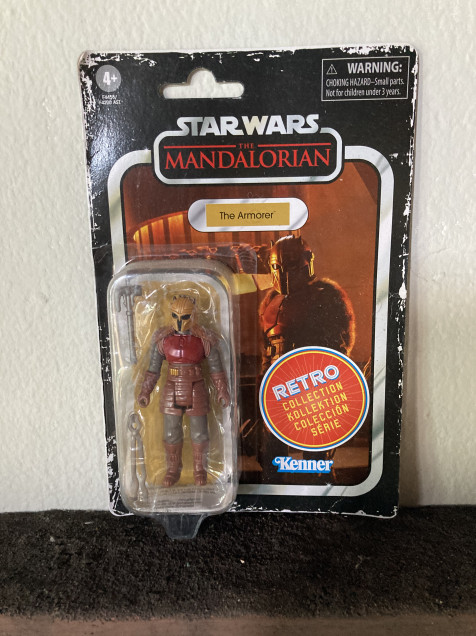 4+
WARNING:
CHOKING HAZARD—Small parts.
Not for children under 3 years.
STAR WARS
THE
MANDALORIAN
The Armorer
RETRO
COLLECTION
KOLLEKTION
COLECCIÓN
SÉRIE
Kenner